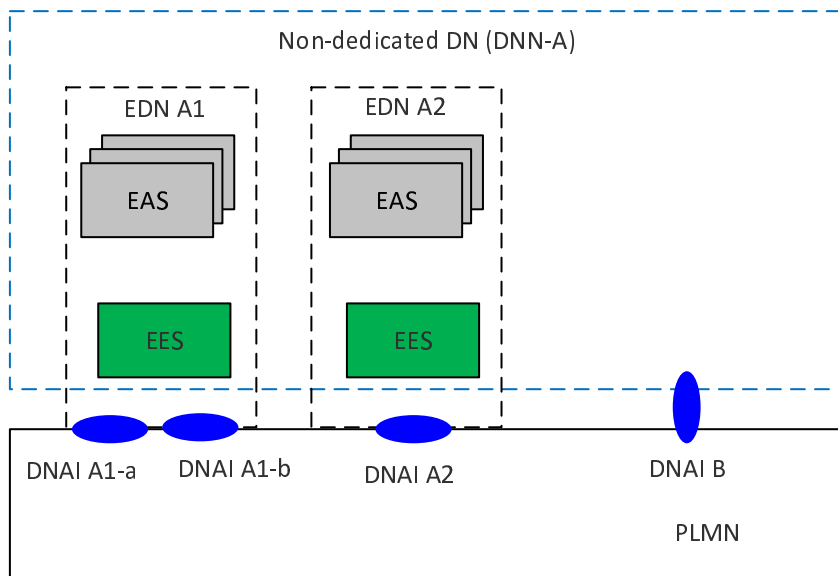 Non-dedicated DN (DNN-A)
EDN A1
EDN A2
EAS
EAS
EES
EES
DNAI A1-a
DNAI A1-b
DNAI A2
DNAI B
PLMN